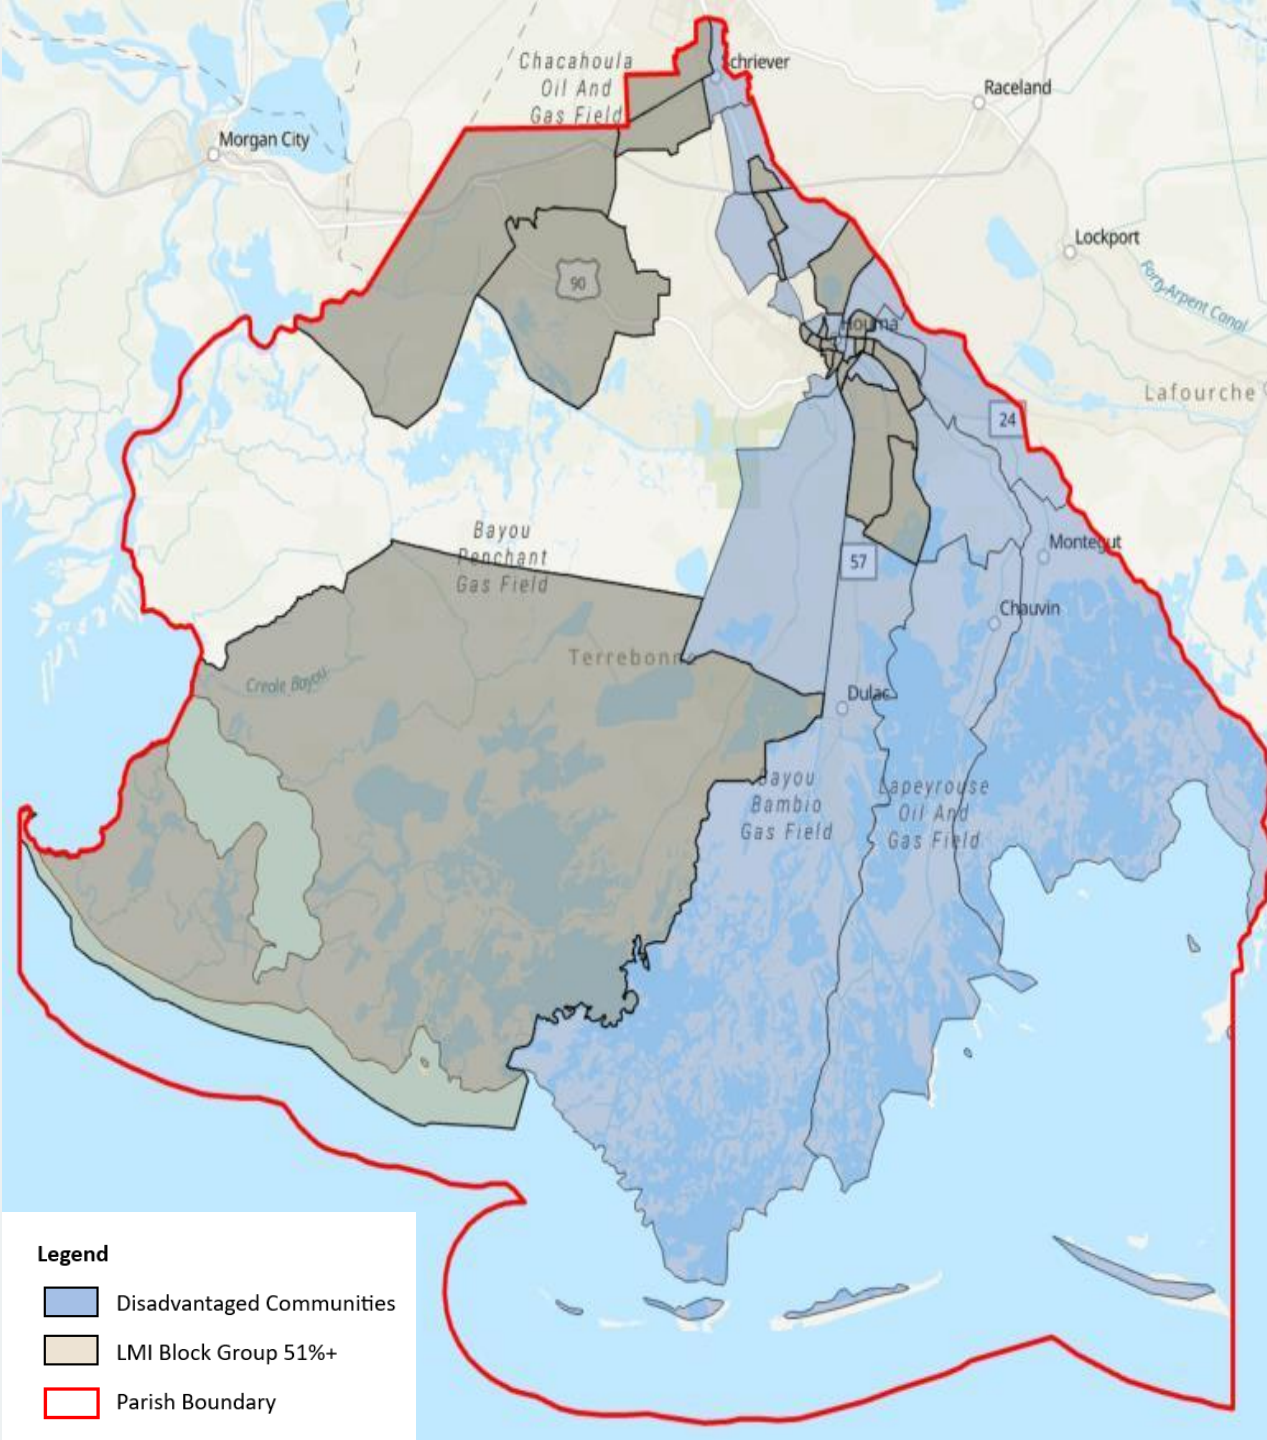 Chacahoula
Oil And
Gas Field
chriever
Raceland
Morgan City
Lockport
Forty Arpent Canal
90
Houma
Lafourche
24
Bayou
Penchant
Gas Field
57
Montegut
Chauvin
Terrebonn
Creole Bayou
Dulac
Bayou
Bambio
Gas Field
Lapeyrouse
Oil And
Gas Field
Legend
Disadvantaged Communities
LMI Block Group 51%+
Parish Boundary